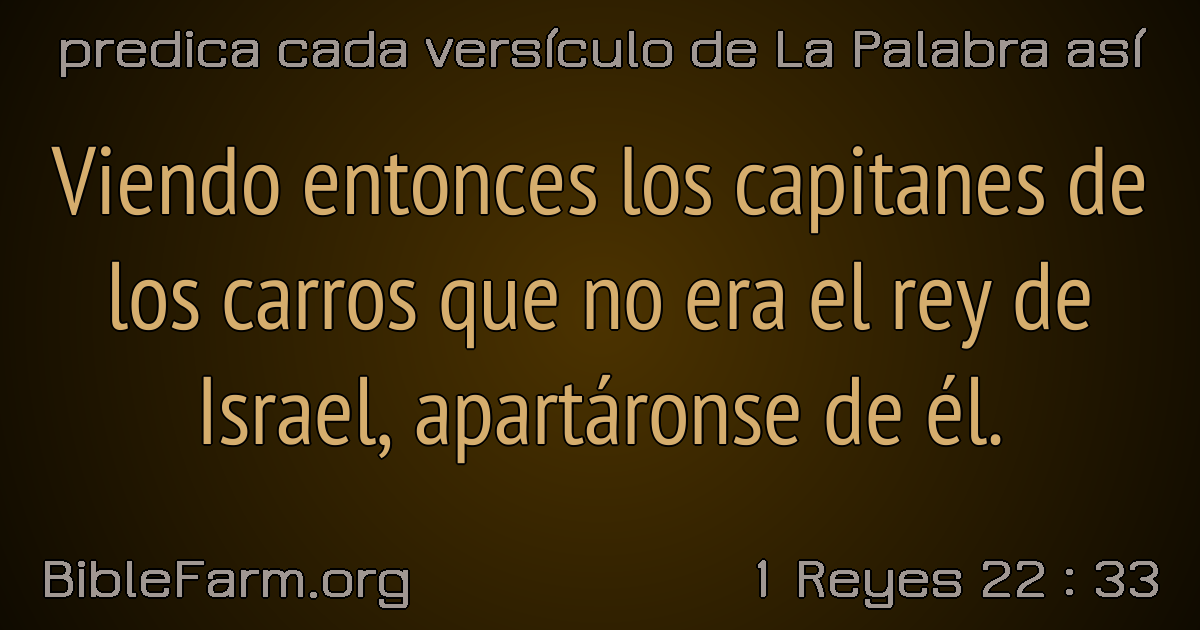 predica cada versículo de La Palabra así
Viendo entonces los capitanes de
los carros que no era el rey de
Israel, apartáronse de él.
BibleFarm.org
1 Reyes 22 : 33